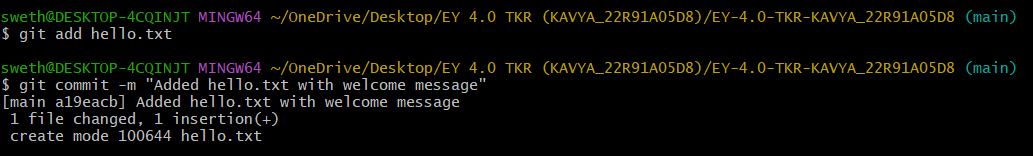 sweth@DESKTOP-4CQINJT MINGW64 ~/OneDrive/Desktop/EY 4.0 TKR (KAVYA_22R91A05D8)/EY-4.0-TKR-KAVYA_22R91A05D8 (main)
$ git add hello.txt
sweth@DESKTOP-4CQINJT MINGW64 ~/OneDrive/Desktop/EY 4.0 TKR (KAVYA_22R91A05D8)/EY-4.0-TKR-KAVYA_22R91A05D8 (main)
$ git commit -m "Added hello.txt with welcome message"
[main a19eacb] Added hello.txt with welcome message
 1 file changed, 1 insertion(+)
 create mode 100644 hello.txt